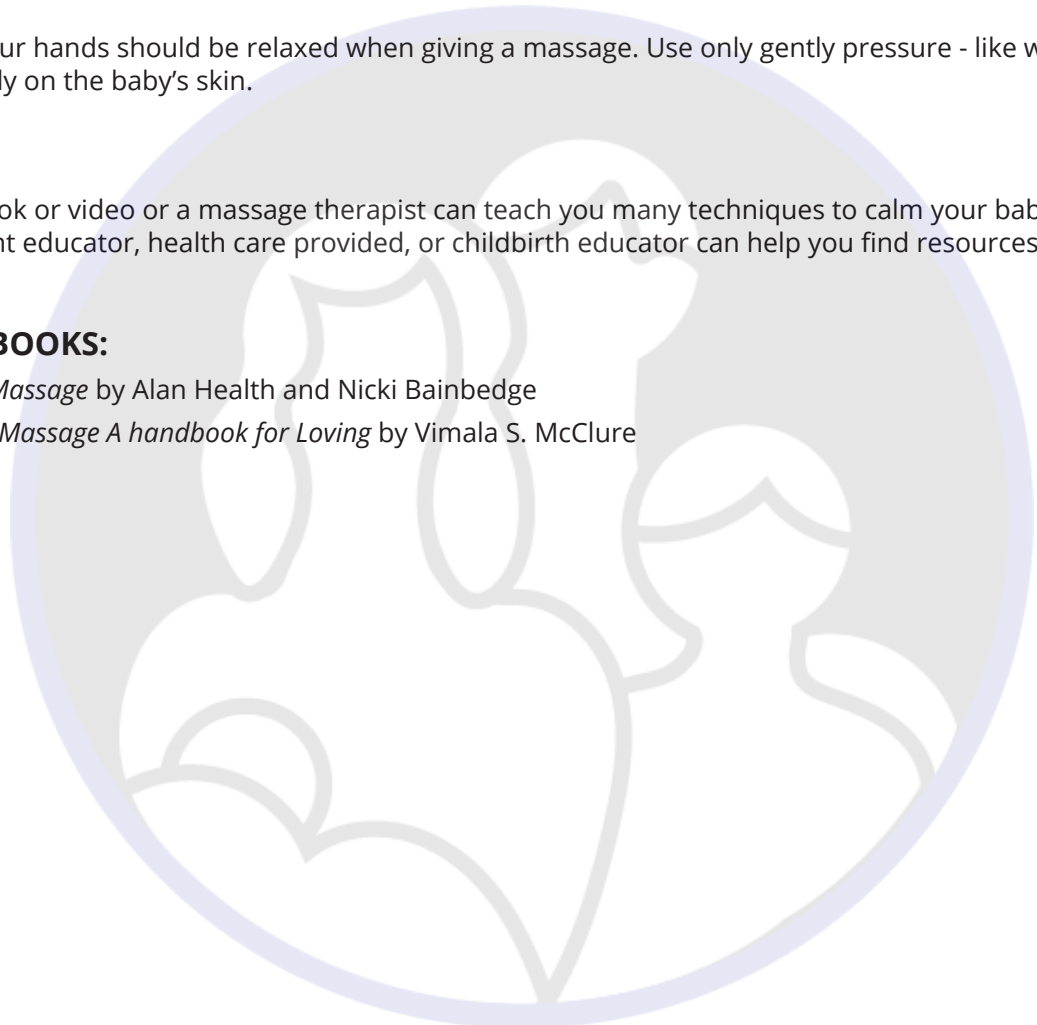 ur hands should be relaxed when giving a massage. Use only gently pressure - like w
ly on the baby’s skin.
ok or video or a massage therapist can teach you many techniques to calm your bab
nt educator, health care provided, or childbirth educator can help you find resources
BOOKS:
Massage by Alan Health and Nicki Bainbedge
Massage A handbook for Loving by Vimala S. McClure